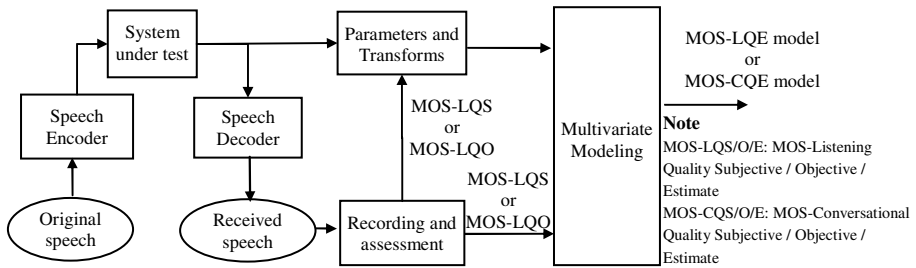 System
under test
Parameters and
Transforms
MOS-LQE model
or
MOS-CQE model
Speech
Encoder
Speech
Decoder
MOS-LQS
or
MOS-LQO
Multivariate
Modeling
Note
MOS-LQS/O/E: MOS-Listening
Quality Subjective / Objective /
Estimate
MOS-CQS/O/E: MOS-Conversational
Quality Subjective / Objective /
Estimate
MOS-LQS
or
MOS-LQO
Original
speech
Received
speech
Recording and
assessment